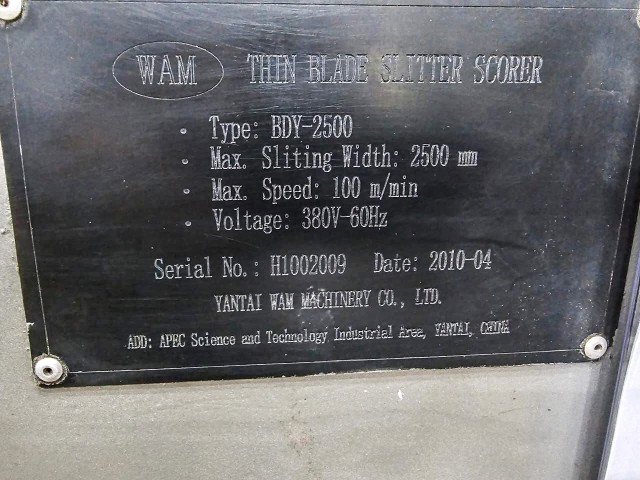 WAM THIN BLADE SLITTER SCORER
· Type: BDY-2500
· Max. Sliting Width: 2500 mm
· Max. Speed: 100 m/min
· Voltage: 380V-60Hz
Serial No.: H1002009 Date: 2010-04
YANTAI WAM MACHINERY CO., LTD.
ADD: APEC Science and Technology Industrial Area, YANTAI, CHINA